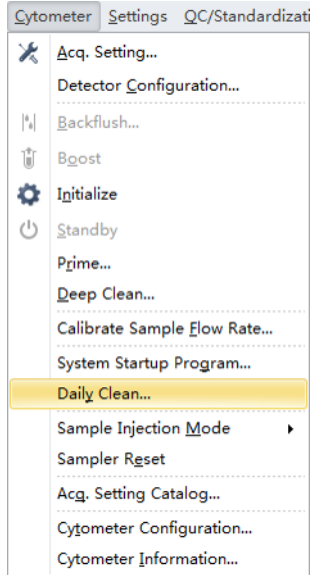 Cytometer Settings QC/Standardizati
Acq. Setting...
Detector Configuration...
Backflush...
Boost
Initialize
Standby
Prime...
Deep Clean...
Calibrate Sample Flow Rate...
System Startup Program...
Daily Clean...
Sample Injection Mode
Sampler Reset
Acq. Setting Catalog...
Cytometer Configuration...
Cytometer Information...